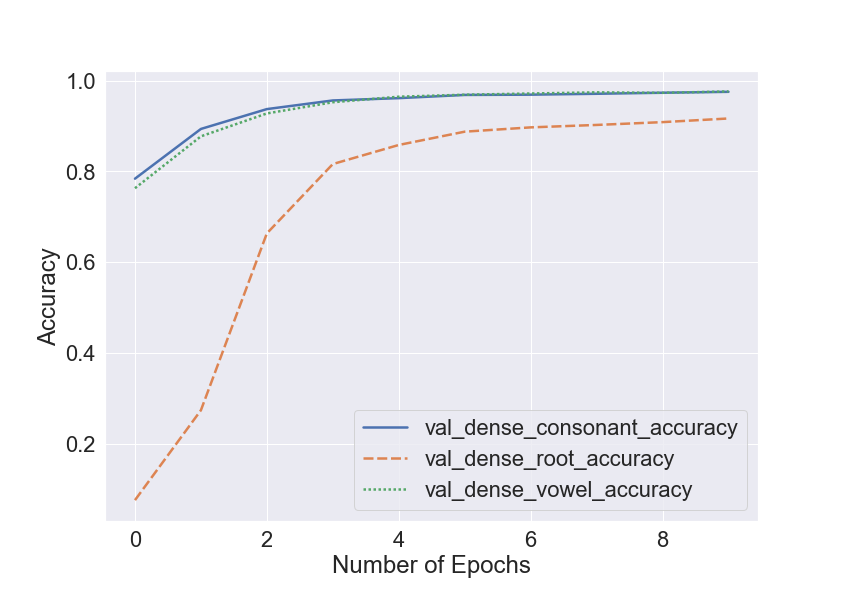 1.0
0.8
0.6
0.4
0.2
Accuracy
val_dense_consonant_accuracy
val_dense_root_accuracy
val_dense_vowel_accuracy
0 2 4 6 8
Number of Epochs